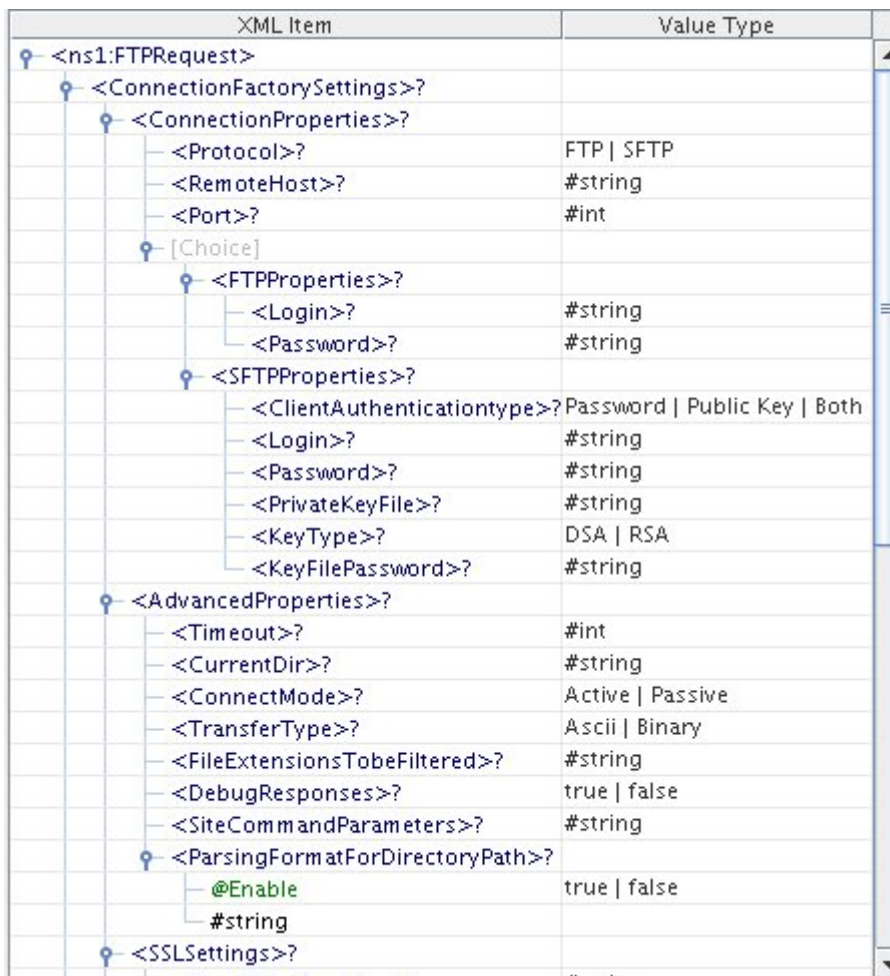 XML Item Value Type
<ns1:FTPRequest>
<ConnectionFactorySettings>?
<ConnectionProperties>?
<Protocol>? FTP | SFTP
<RemoteHost>? #string
<Port>? #int
[Choice]
<FTPProperties>?
<Login>? #string
<Password>? #string
<SFTPProperties>?
<ClientAuthenticationtype>? Password | Public Key | Both
<Login>? #string
<Password>? #string
<PrivateKeyFile>? #string
<KeyType>? DSA | RSA
<KeyFilePassword>? #string
<AdvancedProperties>?
<Timeout>? #int
<CurrentDir>? #string
<ConnectMode>? Active | Passive
<TransferType>? Ascii | Binary
<FileExtensionsTobeFiltered>? #string
<DebugResponses>? true | false
<SiteCommandParameters>? #string
<ParsingFormatForDirectoryPath>?
@Enable true | false
#string
<SSLSettings>?